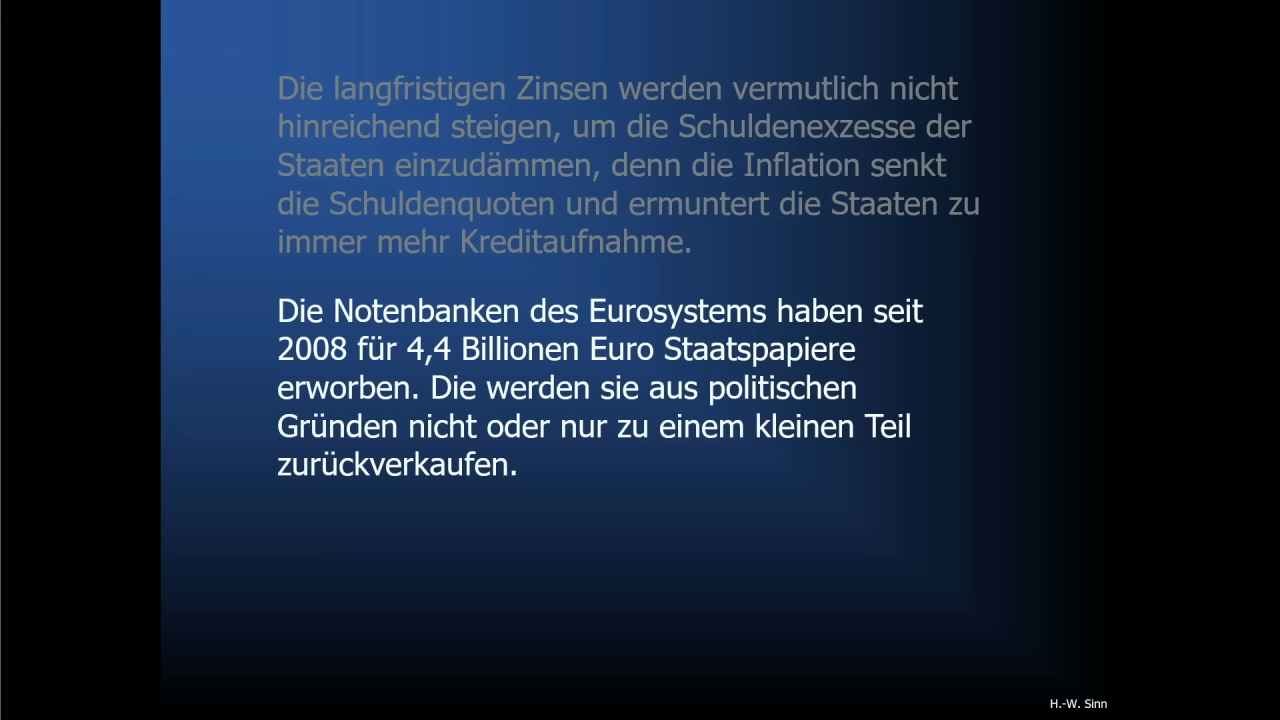 Die langfristigen Zinsen werden vermutlich nicht
hinreichend steigen, um die Schuldenexzesse der
Staaten einzudämmen, denn die Inflation senkt
die Schuldenquoten und ermuntert die Staaten zu
immer mehr Kreditaufnahme.
Die Notenbanken des Eurosystems haben seit
2008 für 4,4 Billionen Euro Staatspapiere
erworben. Die werden sie aus politischen
Gründen nicht oder nur zu einem kleinen Teil
zurückverkaufen.
H.-W. Sinn